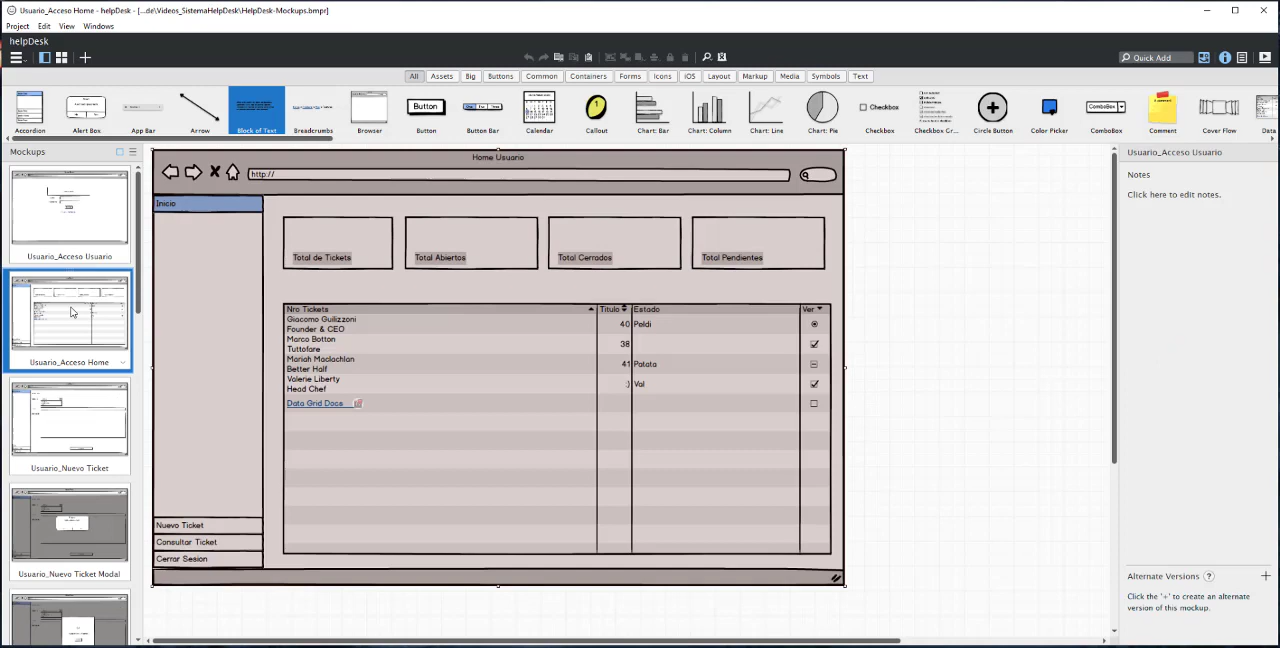 Usuario_Acceso Home - helpDesk - [...de\Videos_SistemaHelpDesk\HelpDesk-Mockups.bmpr]
Project Edit View Windows
helpDesk
Quick Add
All Assets Big Buttons Common Containers Forms Icons iOS Layout Markup Media Symbols Text
Accordion Alert Box App Bar Arrow Block of Text Breadcrumbs Browser Button Button Bar Calendar Callout Chart: Bar Chart: Column Chart: Line Chart: Pie Checkbox Checkbox Gr... Circle Button Color Picker ComboBox Comment Cover Flow Data
Mockups
Usuario_Acceso Usuario
Usuario_Acceso Home
Usuario_Nuevo Ticket
Usuario_Nuevo Ticket Modal
Home Usuario
http://
Inicio
Nuevo Ticket
Consultar Ticket
Cerrar Sesion
Total de Tickets
Total Abiertos
Total Cerrados
Total Pendientes
Nro Tickets Titulo Estado Ver
Giacomo Guilizzoni
Founder & CEO
40 Peldi
Marco Botton
Tuttofare
38
Mariah Maclachlan
Better Half
41 Patata
Valerie Liberty
Head Chef
:) Val
Data Grid Docs
Usuario_Acceso Usuario
Notes
Click here to edit notes.
Alternate Versions ?
Click the '+' to create an alternate
version of this mockup.